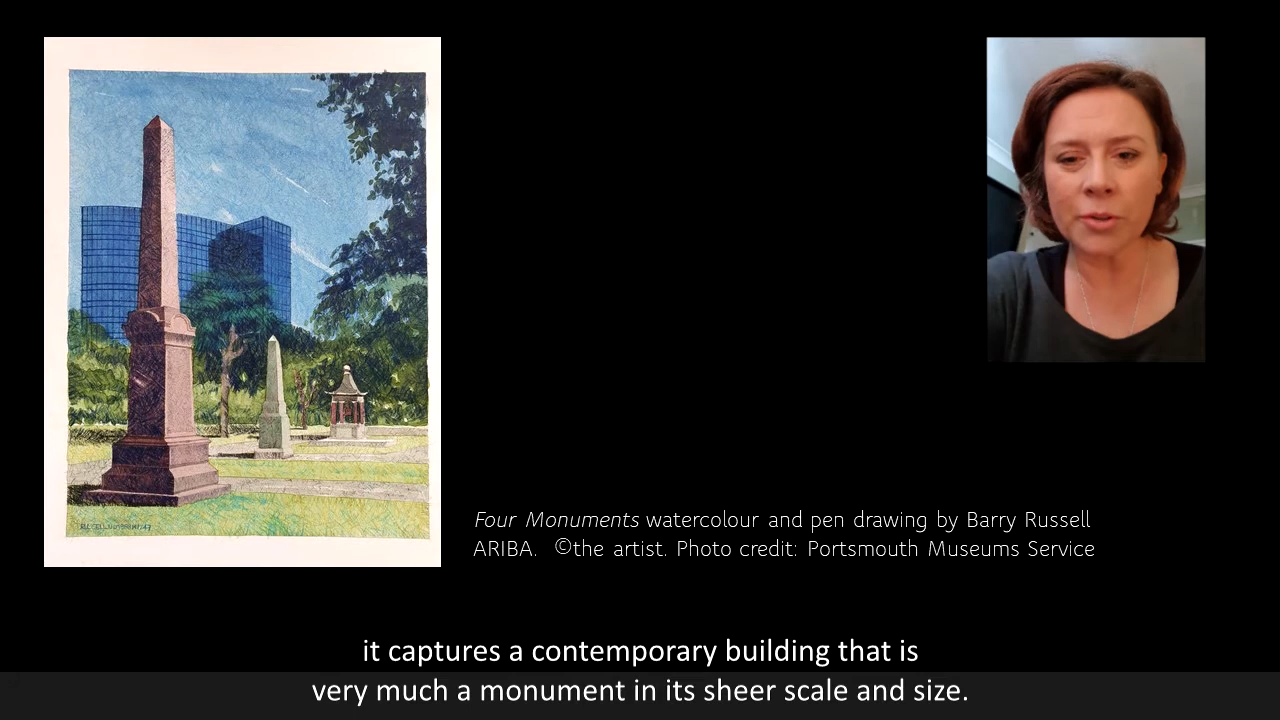 Four Monuments watercolour and pen drawing by Barry Russell
ARIBA. ©the artist. Photo credit: Portsmouth Museums Service
it captures a contemporary building that is
very much a monument in its sheer scale and size.